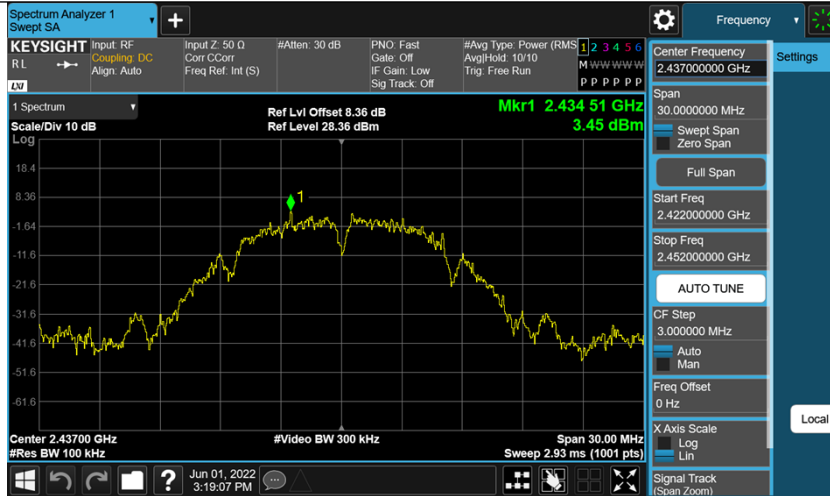 Spectrum Analyzer 1
Swept SA
Frequency
KEYSIGHT
RL
LXI
Input: RF
Coupling: DC
Align: Auto
Input Z: 50 Ω
Corr CCorr
Freq Ref: Int (S)
#Atten: 30 dB
PNO: Fast
Gate: Off
IF Gain: Low
Sig Track: Off
#Avg Type: Power (RMS
Avg|Hold: 10/10
Trig: Free Run
1 2 3 4 5 6
M W W W W W
P P P P P P
1 Spectrum
Scale/Div 10 dB
Log
Ref Lvl Offset 8.36 dB
Ref Level 28.36 dBm
Mkr1 2.434 51 GHz
3.45 dBm
18.4
8.36
-1.64
-11.6
-21.6
-31.6
-41.6
-51.6
-61.6
1
Center 2.43700 GHz
#Res BW 100 kHz
#Video BW 300 kHz
Span 30.00 MHz
Sweep 2.93 ms (1001 pts)
Center Frequency
2.437000000 GHz
Settings
Span
30.0000000 MHz
Swept Span
Zero Span
Full Span
Start Freq
2.422000000 GHz
Stop Freq
2.452000000 GHz
AUTO TUNE
CF Step
3.000000 MHz
Auto
Man
Freq Offset
0 Hz
X Axis Scale
Log
Lin
Signal Track
(Span Zoom)
Local
?
Jun 01, 2022
3:19:07 PM